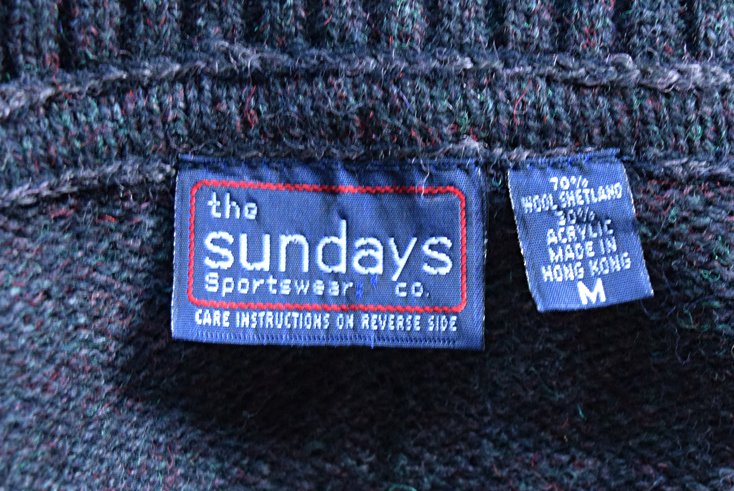 the
sundays
Sportswear co.
CARE INSTRUCTIONS ON REVERSE SIDE
70%
WOOL SHETLAND
30%
ACRYLIC
MADE IN
HONG KONG
M